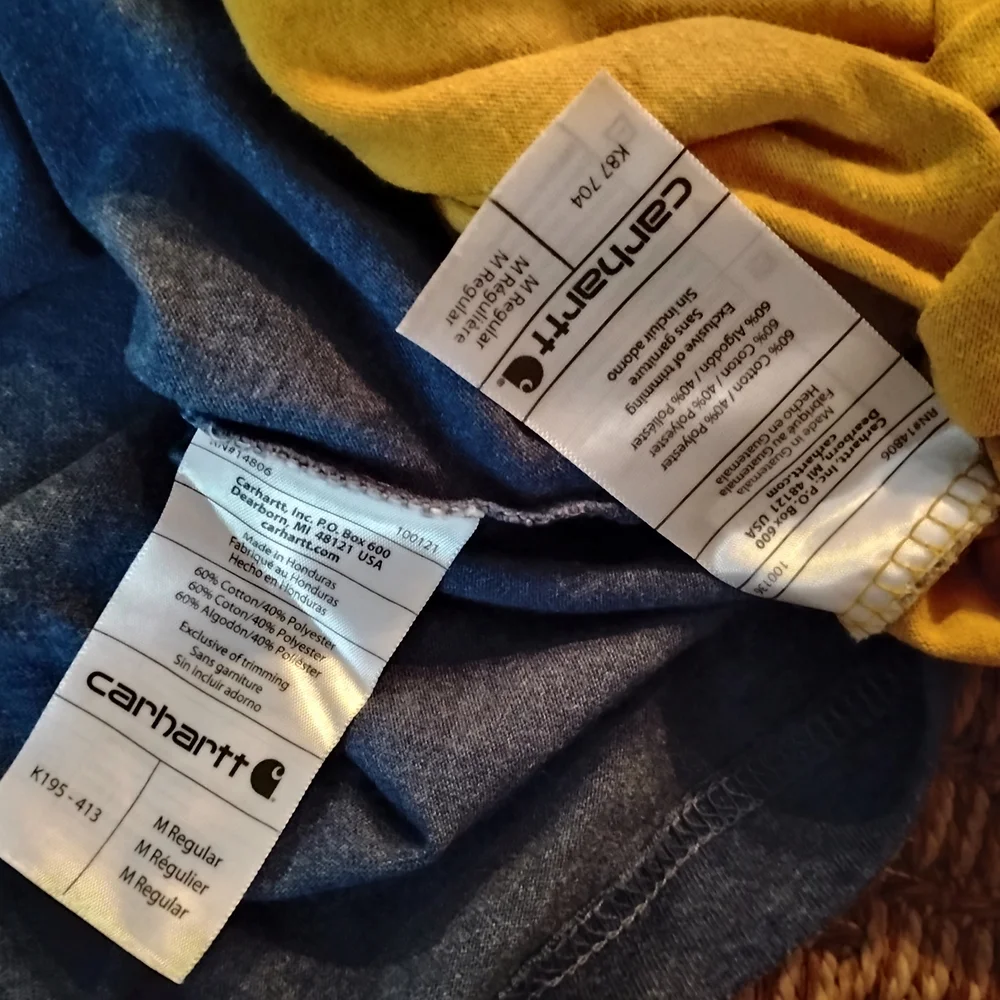 RN#14806
100121
Carhartt, Inc. P.O. Box 600
Dearborn, MI 48121 USA
carhartt.com
Made in Honduras
Fabriqué au Honduras
Hecho en Honduras
60% Cotton/40% Polyester
60% Coton/40% Polyester
60% Algodón/40% Poliéster
Exclusive of trimming
Sans garniture
Sin incluir adorno
carhartt
K195 - 413
M Regular
M Régulier
M Regular
K87 704
M Regular
M Régulière
M Regular
carhartt
Exclusive of trimming
Sans garniture
Sin incluir adorno
60% Cotton / 40% Polyester
60% Coton / 40% Polyester
60% Algodón / 40% Poliéster
Made in Guatemala
Fabriqué au Guatemala
Hecho en Guatemala
Carhartt, Inc. P.O. Box 600
Dearborn, MI 48121 USA
carhartt.com
RN#14806